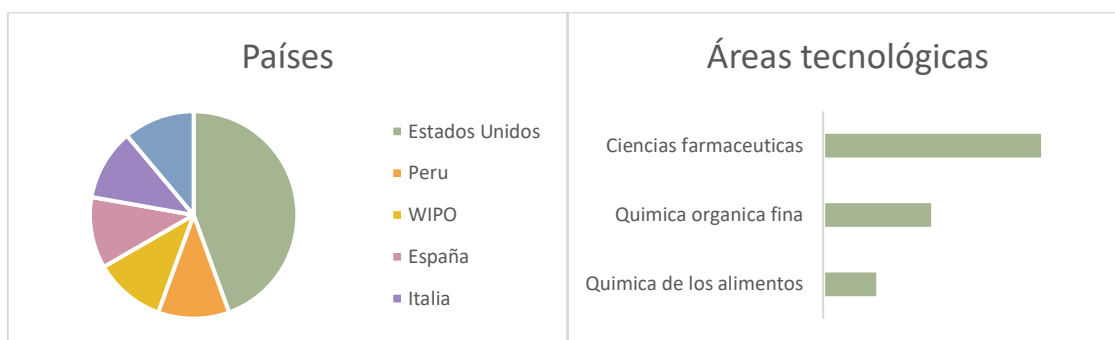 Países
Estados Unidos
Peru
WIPO
España
Italia
Áreas tecnológicas
Ciencias farmaceuticas
Quimica organica fina
Quimica de los alimentos